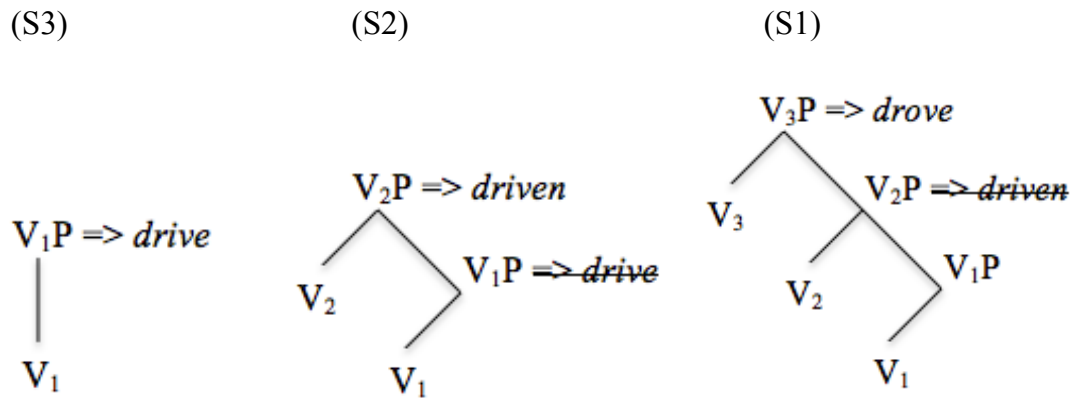 (S3) (S2) (S1)
V₃P => drove
V₂P => driven V₂P => driven
V₃
V₁P => drive V₁P => drive V₁P
V₂ V₂
V₁ V₁ V₁